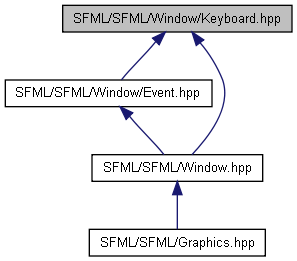 SFML/SFML/Window/Keyboard.hpp
SFML/SFML/Window/Event.hpp
SFML/SFML/Window.hpp
SFML/SFML/Graphics.hpp